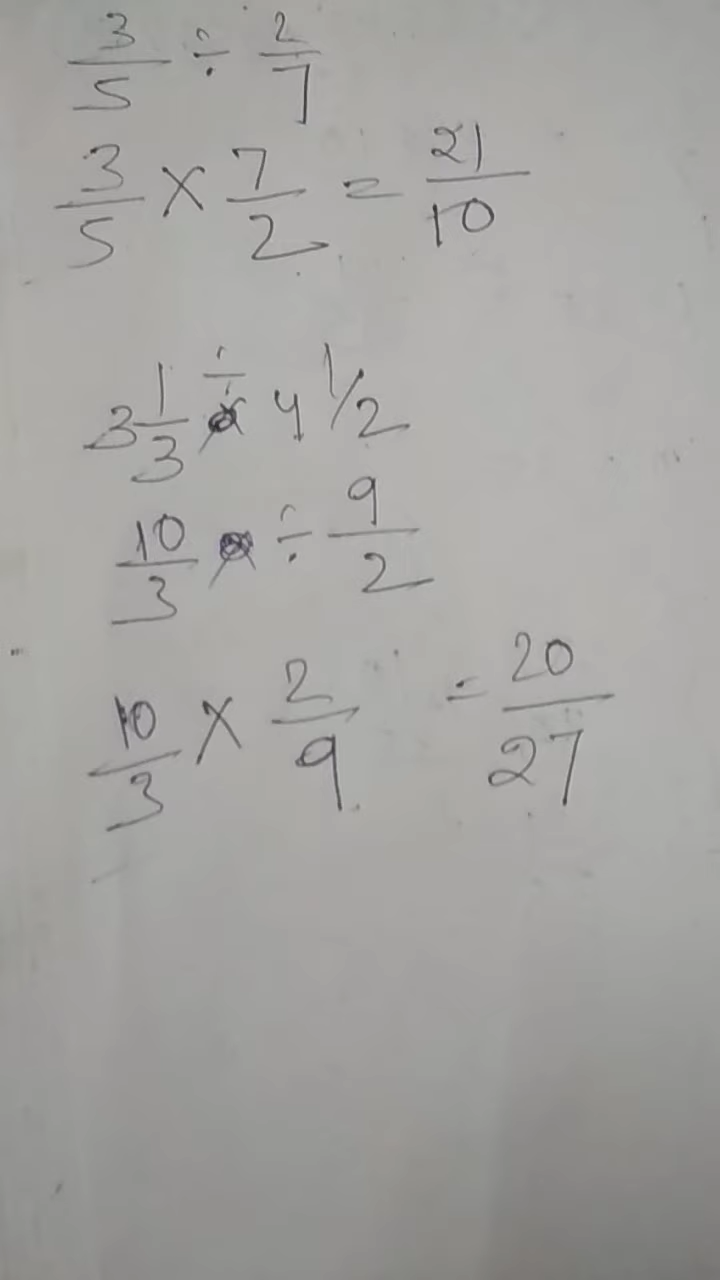 3/5 ÷ 2/7
3/5 × 7/2 = 21/10
3 1/3 ÷ 4 1/2
10/3 ÷ 9/2
10/3 × 2/9 = 20/27